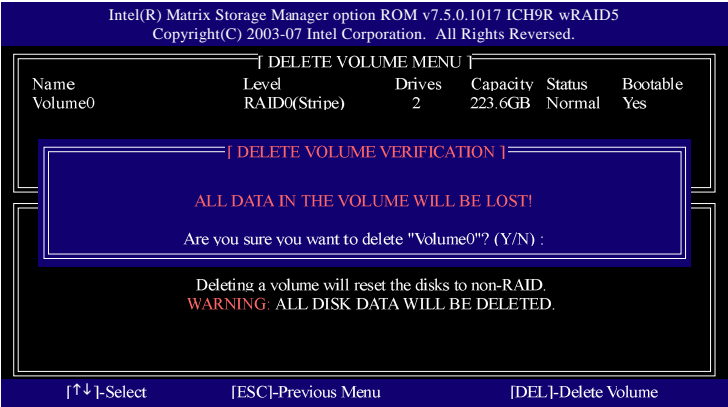 Intel(R) Matrix Storage Manager option ROM v7.5.0.1017 ICH9R wRAID5
Copyright(C) 2003-07 Intel Corporation. All Rights Reversed.
[ DELETE VOLUME MENU ]
Name Level Drives Capacity Status Bootable
Volume0 RAID0(Stripe) 2 223.6GB Normal Yes
[ DELETE VOLUME VERIFICATION ]
ALL DATA IN THE VOLUME WILL BE LOST!
Are you sure you want to delete "Volume0"? (Y/N) :
Deleting a volume will reset the disks to non-RAID.
WARNING: ALL DISK DATA WILL BE DELETED.
[↑↓]-Select [ESC]-Previous Menu [DEL]-Delete Volume